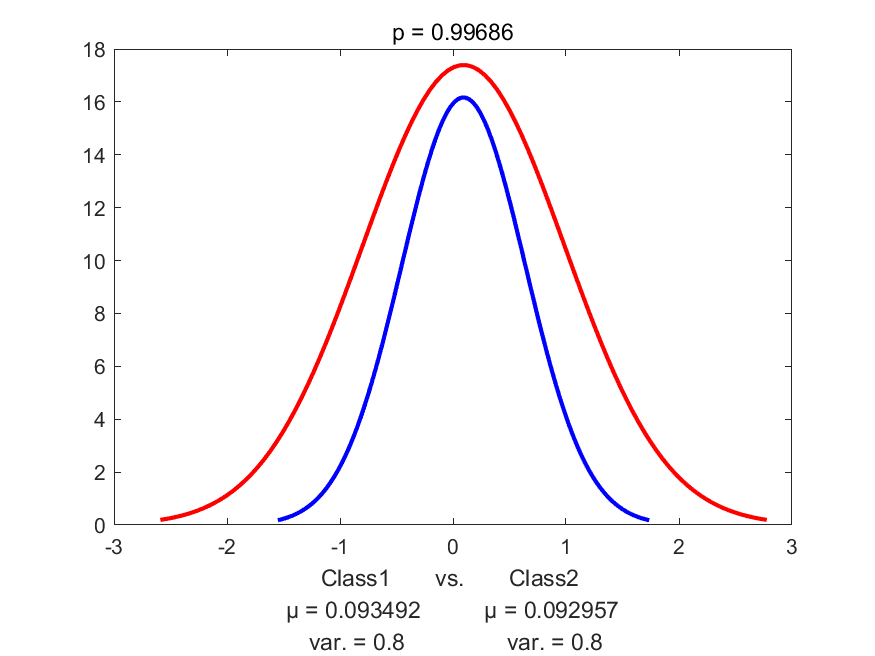 p = 0.99686
18
16
14
12
10
8
6
4
2
0
-3 -2 -1 0 1 2 3
Class1 vs. Class2
μ = 0.093492 μ = 0.092957
var. = 0.8 var. = 0.8